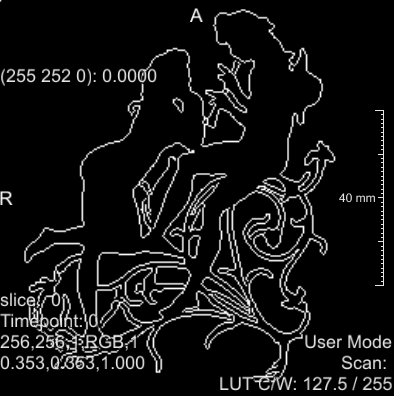 A
(255 252 0): 0.0000
R
40 mm
slice: 0
Timepoint: 0
256,256,1:RGB,1
0.353,0.353,1.000
User Mode
Scan:
LUT C/W: 127.5 / 255